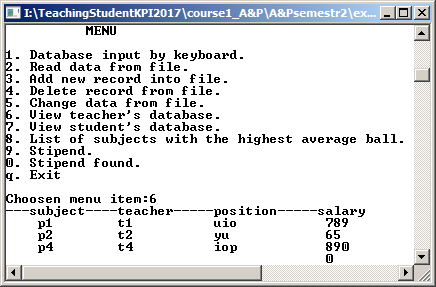 I:\TeachingStudentKPI2017\course1_A&P\A&Psemestr2\ex...
MENU
1. Database input by keyboard.
2. Read data from file.
3. Add new record into file.
4. Delete record from file.
5. Change data from file.
6. View teacher's database.
7. View student's database.
8. List of subjects with the highest average ball.
9. Stipend.
0. Stipend found.
q. Exit
Choosen menu item:6
---subject----teacher-----position-----salary
p1 t1 uio 789
p2 t2 yu 65
p4 t4 iop 890
0